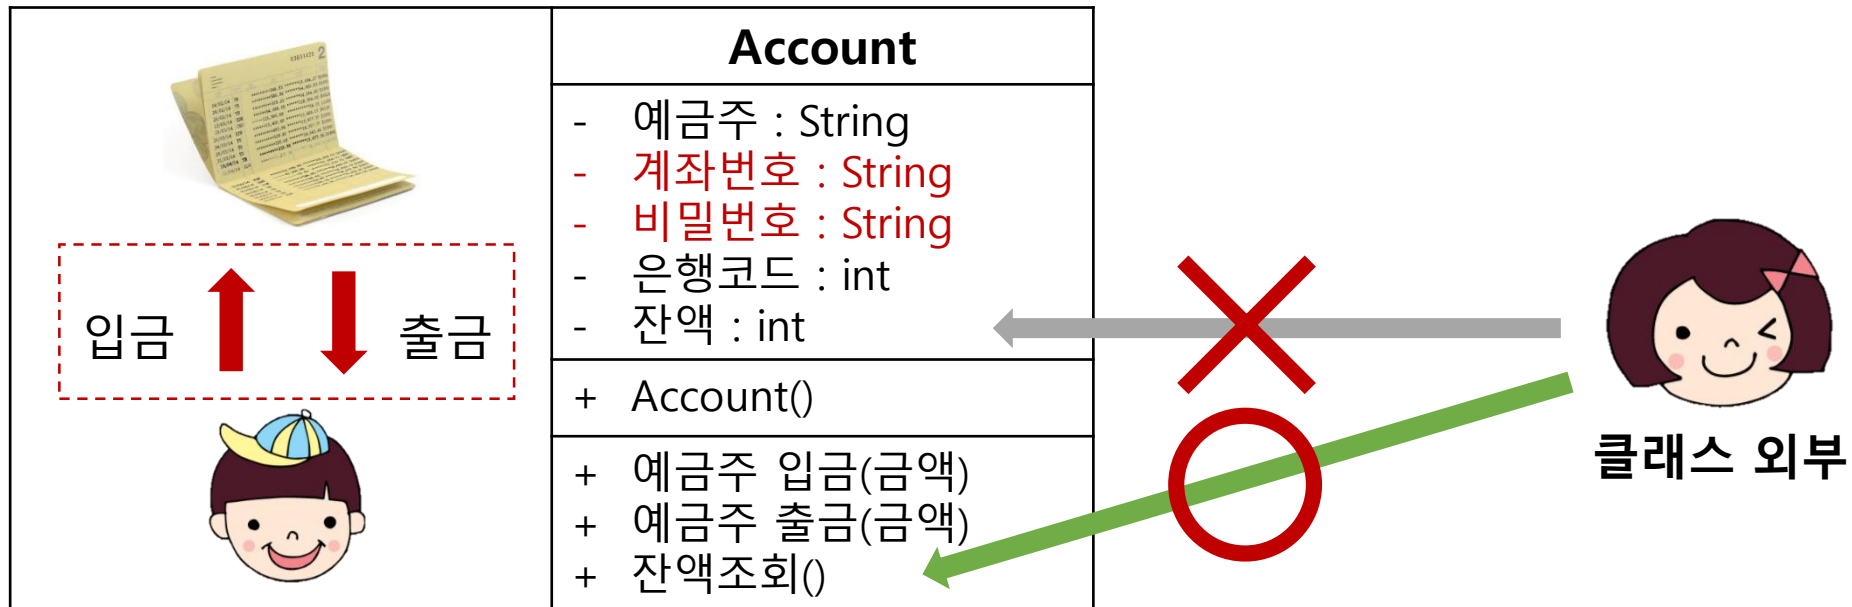 Account
- 예금주 : String
- 계좌번호 : String
- 비밀번호 : String
- 은행코드 : int
- 잔액 : int
+ Account()
+ 예금주 입금(금액)
+ 예금주 출금(금액)
+ 잔액조회()
입금
출금
클래스 외부